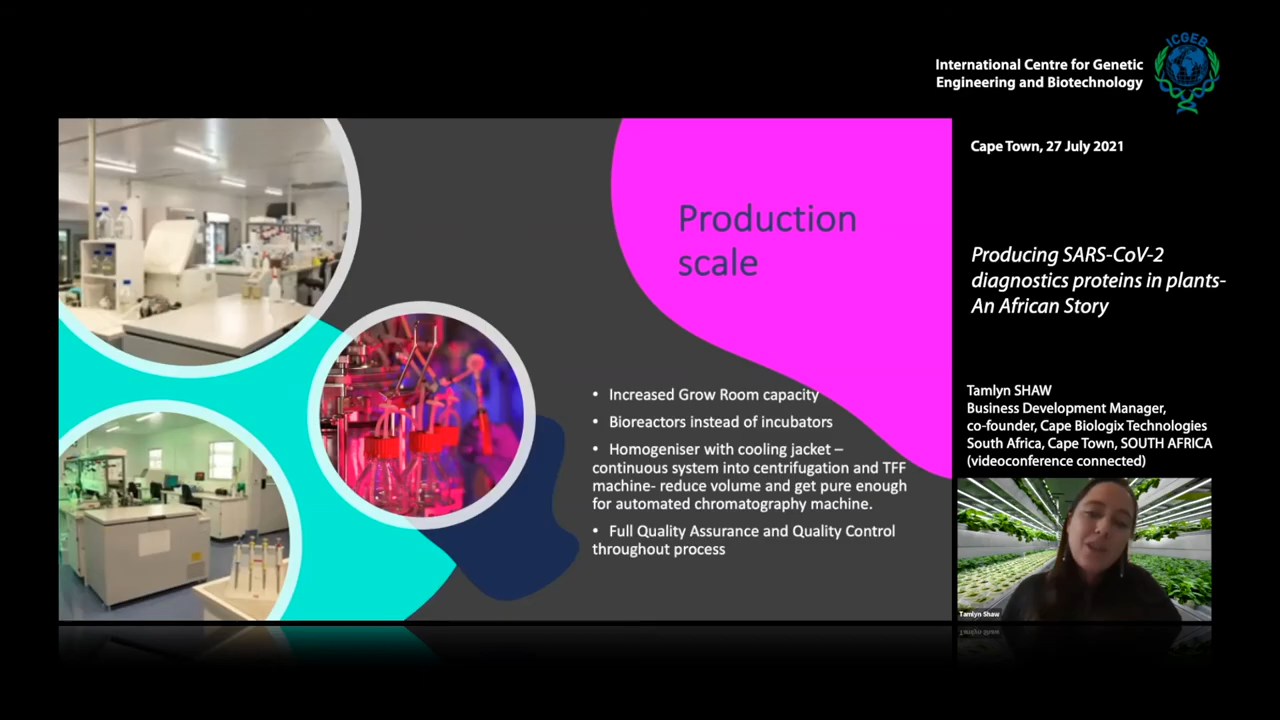 ICGEB
International Centre for Genetic
Engineering and Biotechnology
Cape Town, 27 July 2021
Production
scale
• Increased Grow Room capacity
• Bioreactors instead of incubators
• Homogeniser with cooling jacket –
continuous system into centrifugation and TFF
machine- reduce volume and get pure enough
for automated chromatography machine.
• Full Quality Assurance and Quality Control
throughout process
Producing SARS-CoV-2
diagnostics proteins in plants-
An African Story
Tamlyn SHAW
Business Development Manager,
co-founder, Cape Biologix Technologies
South Africa, Cape Town, SOUTH AFRICA
(videoconference connected)
Tamlyn Shaw